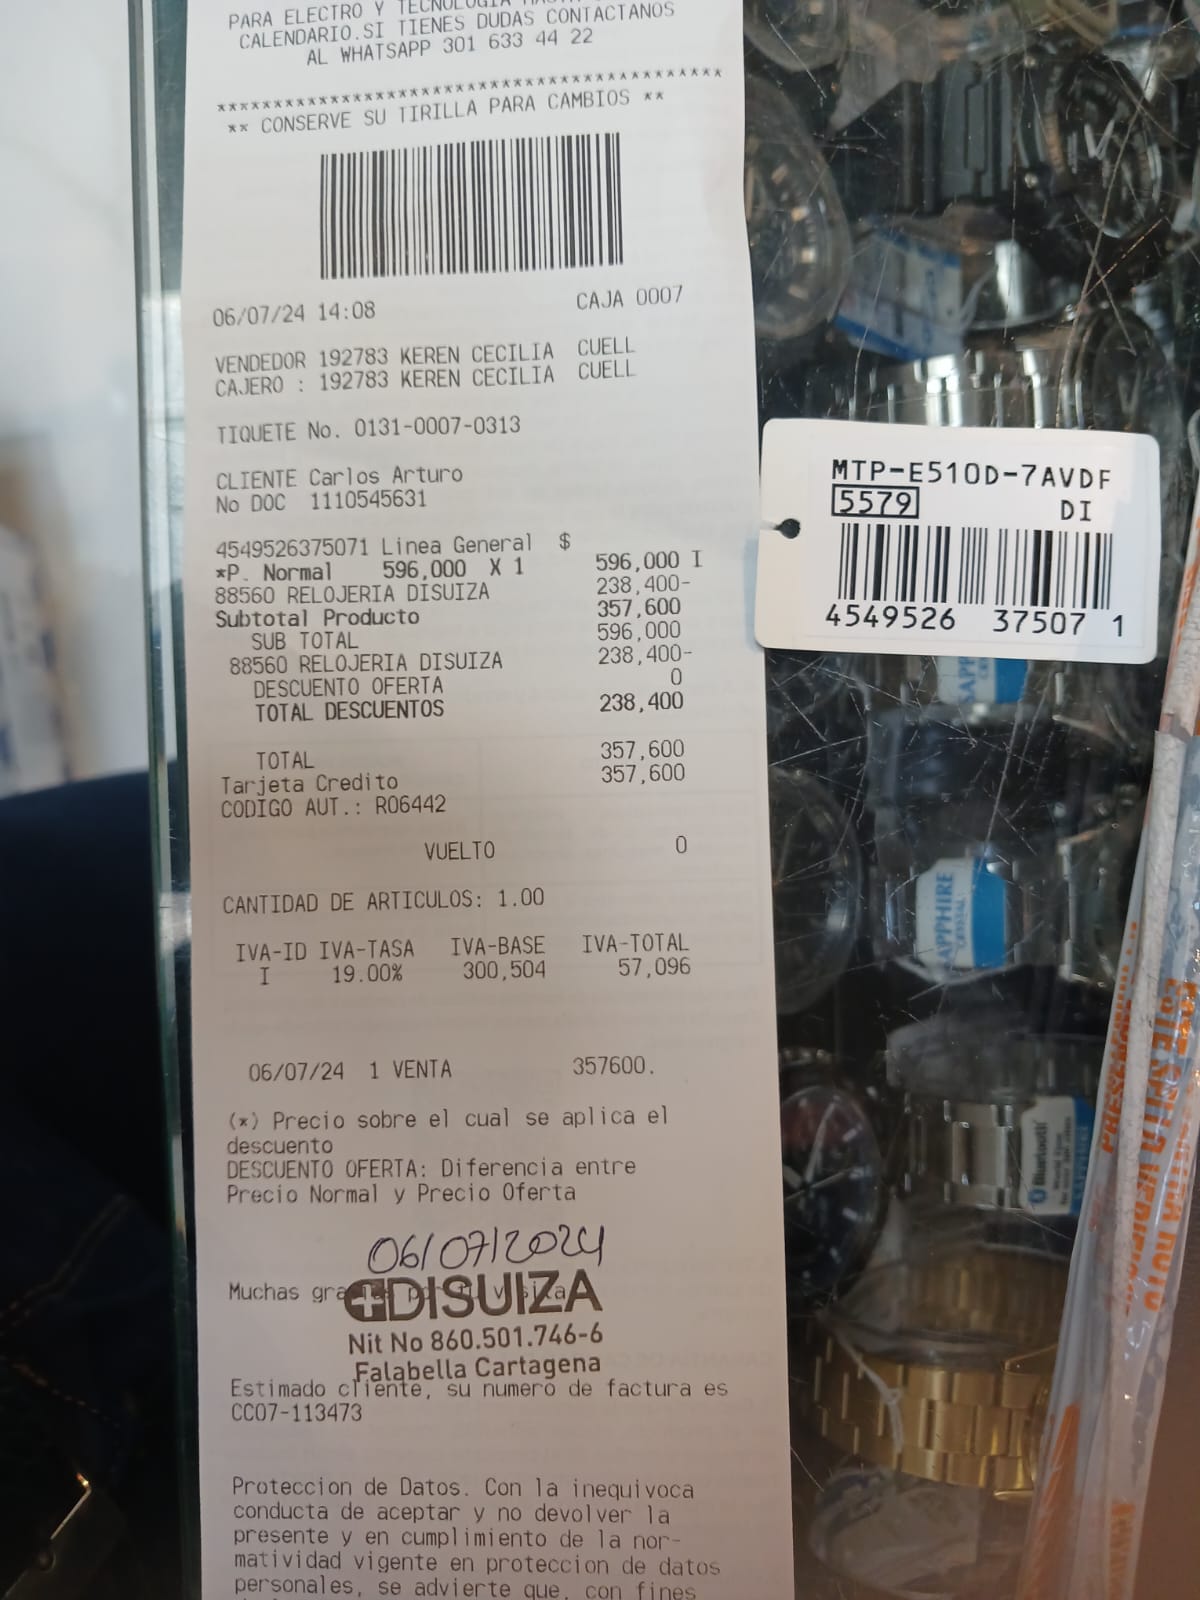 PARA ELECTRO Y TECNOLOGIA
CALENDARIO.SI TIENES DUDAS CONTACTANOS
AL WHATSAPP 301 633 44 22
*********************************************
** CONSERVE SU TIRILLA PARA CAMBIOS **
06/07/24 14:08 CAJA 0007
VENDEDOR 192783 KEREN CECILIA CUELL
CAJERO : 192783 KEREN CECILIA CUELL
TIQUETE No. 0131-0007-0313
CLIENTE Carlos Arturo
No DOC 1110545631
4549526375071 Linea General $
*P. Normal 596,000 X 1 596,000 I
88560 RELOJERIA DISUIZA 238,400-
Subtotal Producto 357,600
SUB TOTAL 596,000
88560 RELOJERIA DISUIZA 238,400-
DESCUENTO OFERTA 0
TOTAL DESCUENTOS 238,400
TOTAL 357,600
Tarjeta Credito 357,600
CODIGO AUT.: R06442
VUELTO 0
CANTIDAD DE ARTICULOS: 1.00
IVA-ID IVA-TASA IVA-BASE IVA-TOTAL
I 19.00% 300,504 57,096
06/07/24 1 VENTA 357600.
(*) Precio sobre el cual se aplica el
descuento
DESCUENTO OFERTA: Diferencia entre
Precio Normal y Precio Oferta
06/07/2024
Muchas gracias por tu visita
DISUIZA
Nit No 860.501.746-6
Falabella Cartagena
Estimado cliente, su numero de factura es
CC07-113473
Proteccion de Datos. Con la inequivoca
conducta de aceptar y no devolver la
presente y en cumplimiento de la nor-
matividad vigente en proteccion de datos
personales, se advierte que, con fines
MTP-E510D-7AVDF
5579 DI
4549526 37507 1
SAPPHIRE
CRYSTAL
Bluetooth